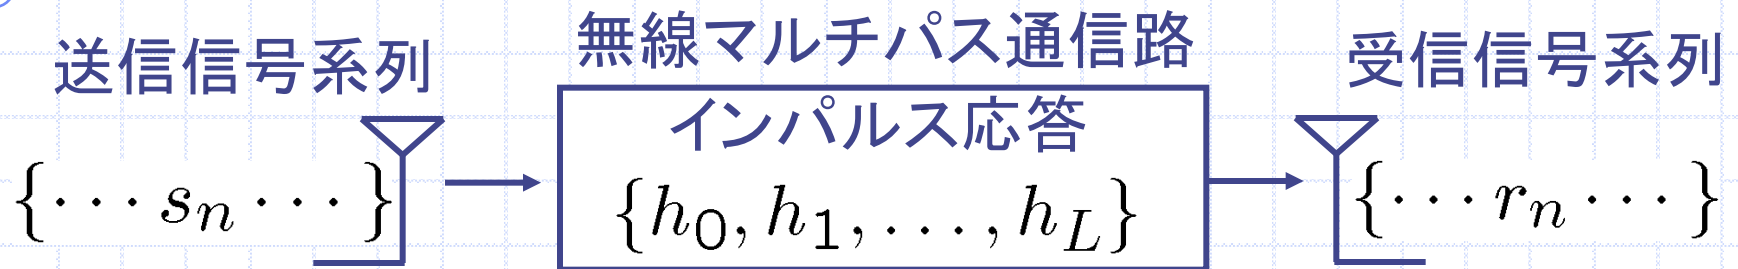 送信信号系列
無線マルチパス通信路
受信信号系列
インパルス応答
{⋯ s_n ⋯}
{h_0, h_1, . . . , h_L}
{⋯ r_n ⋯}